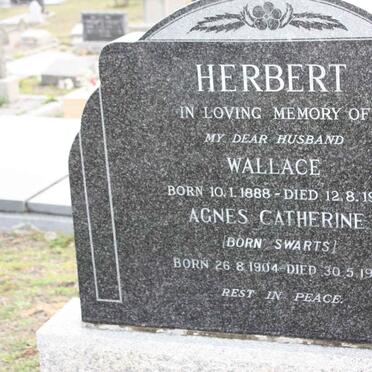 HERBERT
IN LOVING MEMORY OF
MY DEAR HUSBAND
WALLACE
BORN 10.1.1888 - DIED 12.8.19
AGNES CATHERINE
(BORN SWARTS)
BORN 26.8.1904 - DIED 30.5.19
REST IN PEACE.